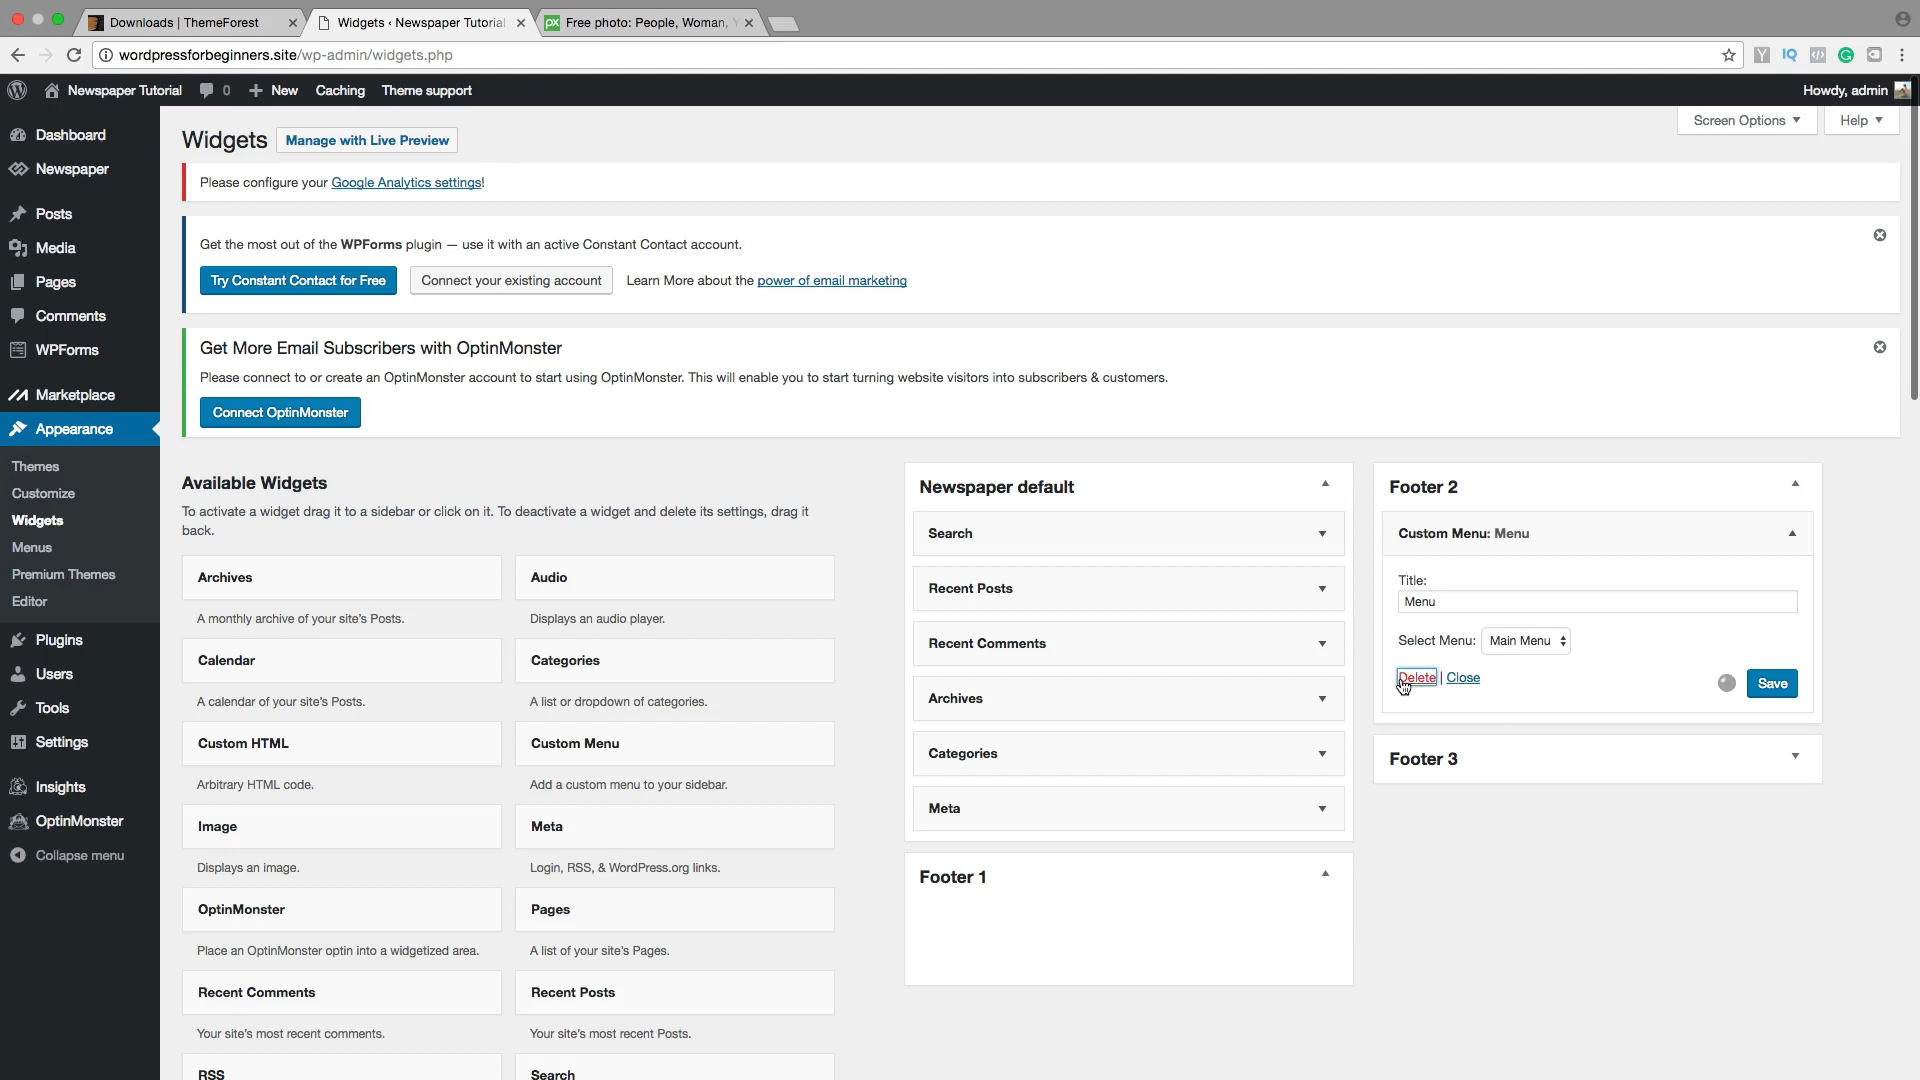 Downloads | ThemeForest
Widgets ‹ Newspaper Tutorial
Free photo: People, Woman, Y
wordpressforbeginners.site/wp-admin/widgets.php
Newspaper Tutorial
0
New
Caching
Theme support
Howdy, admin
Dashboard
Newspaper
Posts
Media
Pages
Comments
WPForms
Marketplace
Appearance
Themes
Customize
Widgets
Menus
Premium Themes
Editor
Plugins
Users
Tools
Settings
Insights
OptinMonster
Collapse menu
Screen Options
Help
Widgets
Manage with Live Preview
Please configure your Google Analytics settings!
Get the most out of the WPForms plugin — use it with an active Constant Contact account.
Try Constant Contact for Free
Connect your existing account
Learn More about the power of email marketing
Get More Email Subscribers with OptinMonster
Please connect to or create an OptinMonster account to start using OptinMonster. This will enable you to start turning website visitors into subscribers & customers.
Connect OptinMonster
Available Widgets
To activate a widget drag it to a sidebar or click on it. To deactivate a widget and delete its settings, drag it
back.
Archives
A monthly archive of your site's Posts.
Audio
Displays an audio player.
Calendar
A calendar of your site's Posts.
Categories
A list or dropdown of categories.
Custom HTML
Arbitrary HTML code.
Custom Menu
Add a custom menu to your sidebar.
Image
Displays an image.
Meta
Login, RSS, & WordPress.org links.
OptinMonster
Place an OptinMonster optin into a widgetized area.
Pages
A list of your site's Pages.
Recent Comments
Your site's most recent comments.
Recent Posts
Your site's most recent Posts.
RSS
Search
Newspaper default
Search
Recent Posts
Recent Comments
Archives
Categories
Meta
Footer 1
Footer 2
Custom Menu: Menu
Title:
Menu
Select Menu: Main Menu
Delete | Close
Save
Footer 3